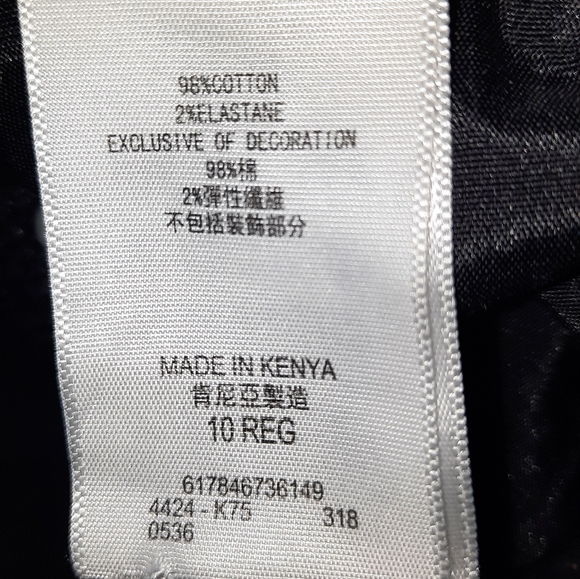 98%COTTON
2%ELASTANE
EXCLUSIVE OF DECORATION
98%棉
2%彈性纖維
不包括裝飾部分
MADE IN KENYA
肯尼亞製造
10 REG
617846736149
4424 - K75 318
0536